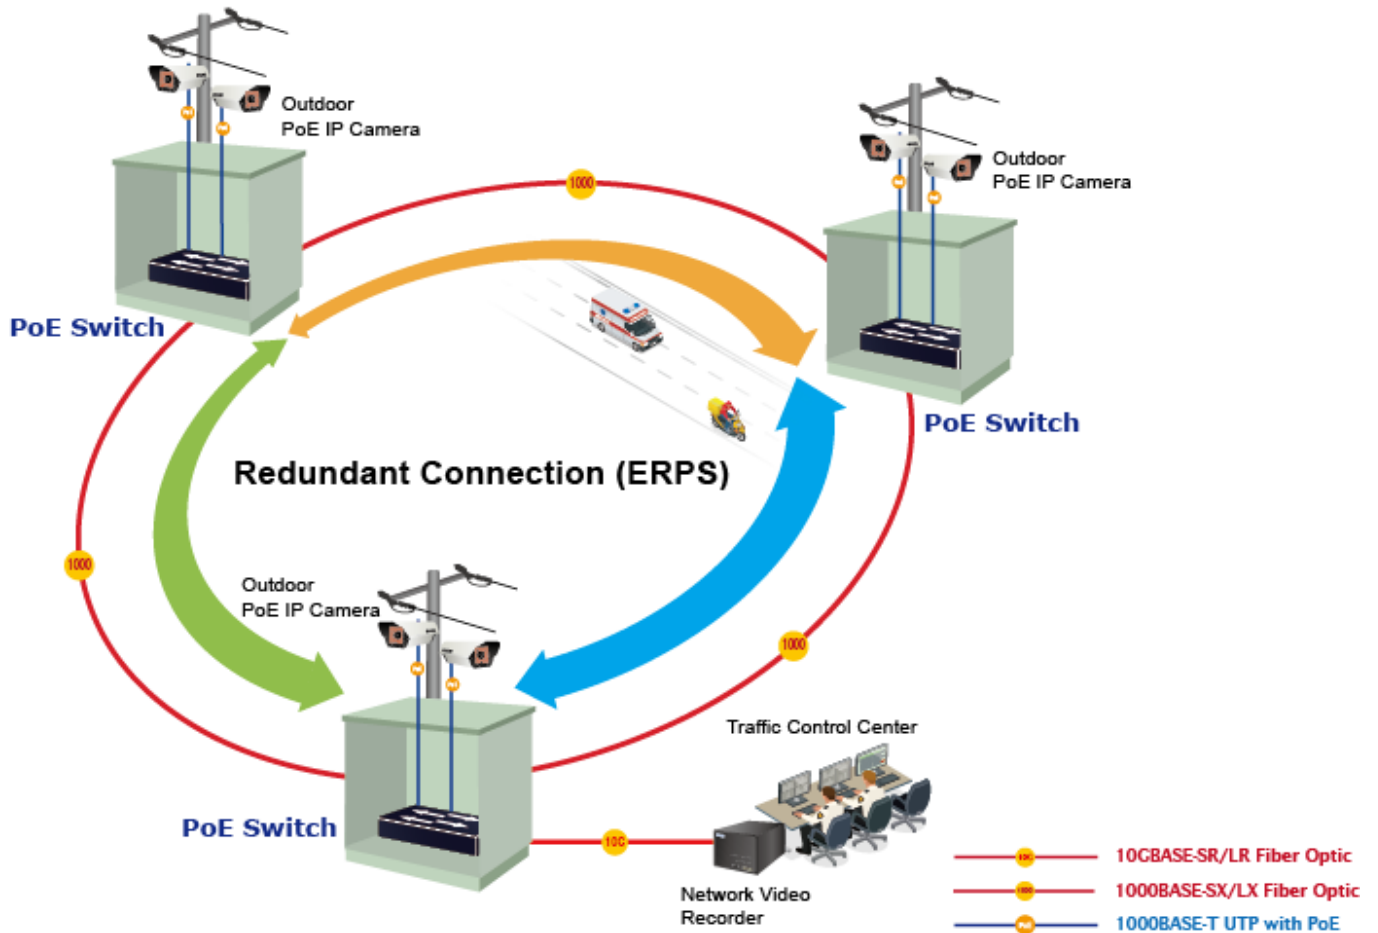 Outdoor
PoE IP Camera
Outdoor
PoE IP Camera
1000
PoE Switch
PoE Switch
Redundant Connection (ERPS)
1000
Outdoor
PoE IP Camera
1000
Traffic Control Center
PoE Switch
10G
Network Video
Recorder
10GBASE-SR/LR Fiber Optic
1000BASE-SX/LX Fiber Optic
1000BASE-T UTP with PoE